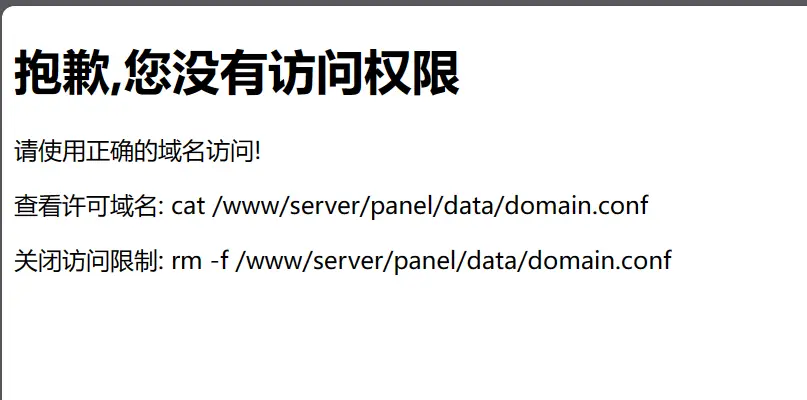 抱歉,您没有访问权限
请使用正确的域名访问!
查看许可域名: cat /www/server/panel/data/domain.conf
关闭访问限制: rm -f /www/server/panel/data/domain.conf